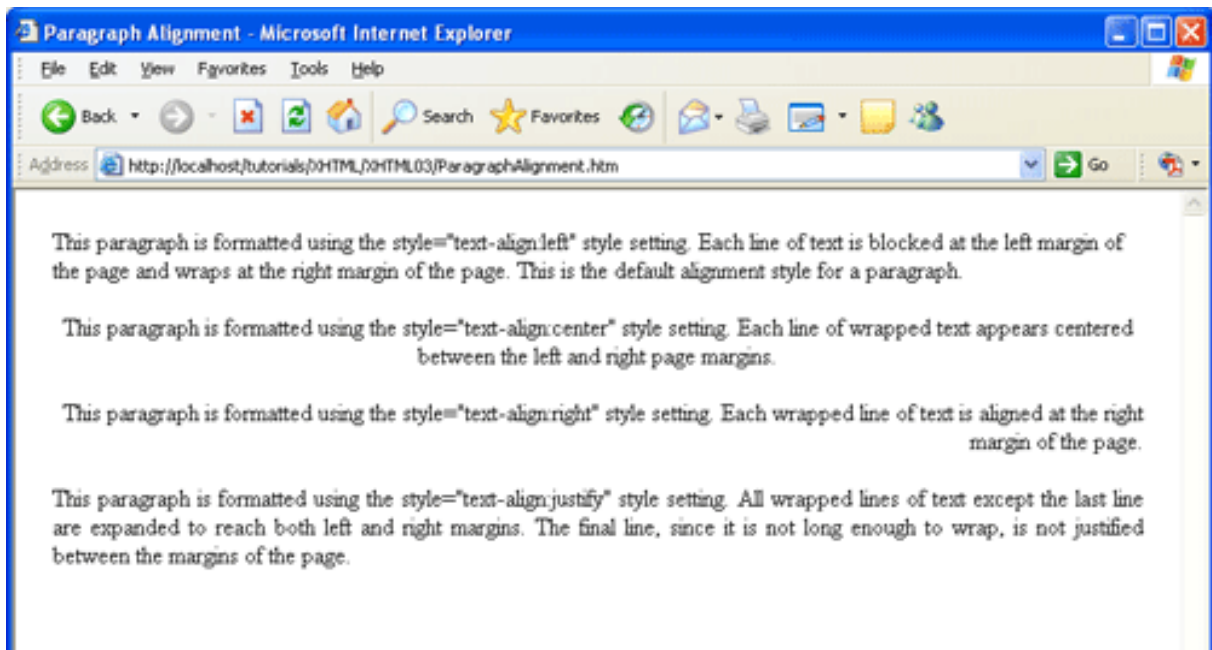 Paragraph Alignment - Microsoft Internet Explorer
File Edit View Favorites Tools Help
Back Search Favorites
Address http://localhost/tutorials/XHTML/XHTML03/ParagraphAlignment.htm Go
This paragraph is formatted using the style="text-align:left" style setting. Each line of text is blocked at the left margin of
the page and wraps at the right margin of the page. This is the default alignment style for a paragraph.
This paragraph is formatted using the style="text-align:center" style setting. Each line of wrapped text appears centered
between the left and right page margins.
This paragraph is formatted using the style="text-align:right" style setting. Each wrapped line of text is aligned at the right
margin of the page.
This paragraph is formatted using the style="text-align:justify" style setting. All wrapped lines of text except the last line
are expanded to reach both left and right margins. The final line, since it is not long enough to wrap, is not justified
between the margins of the page.